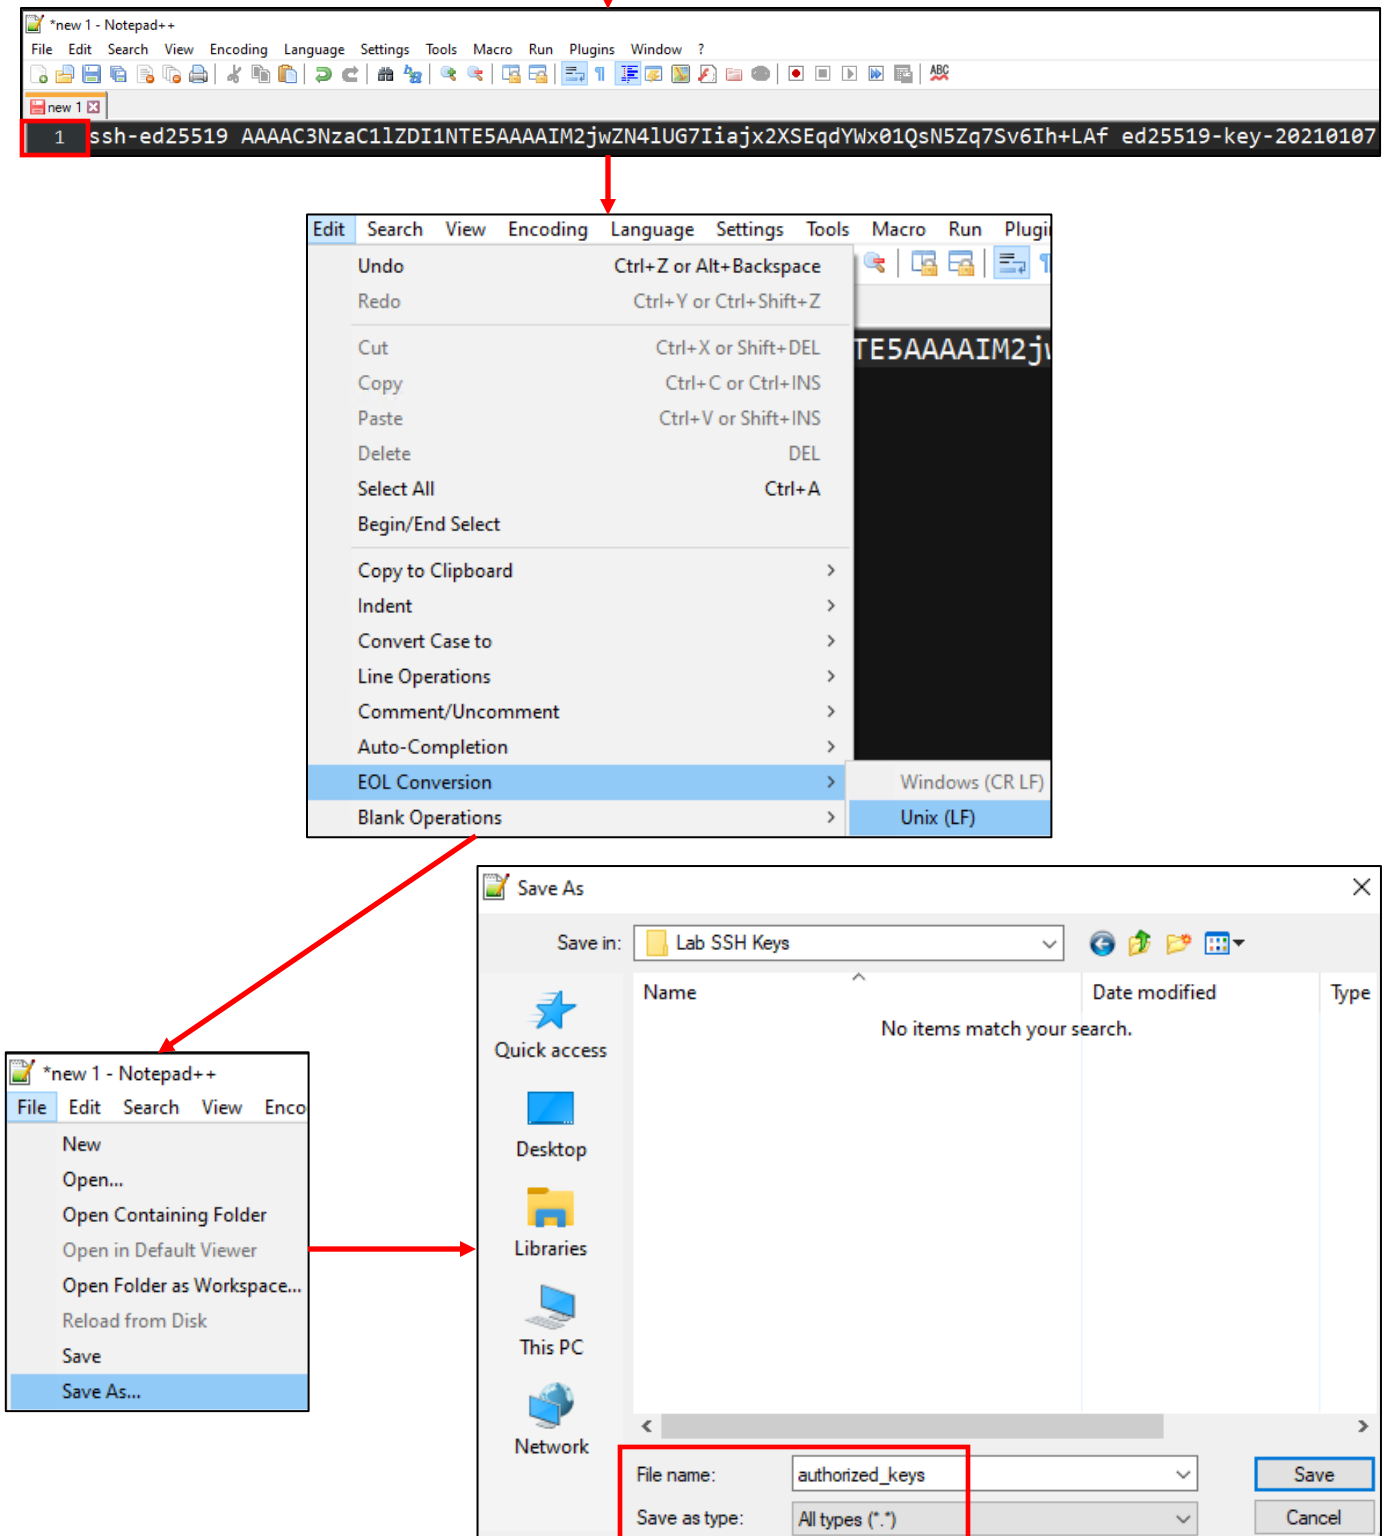 *new 1 - Notepad++
File Edit Search View Encoding Language Settings Tools Macro Run Plugins Window ?
ABC
new 1
1 ssh-ed25519 AAAAC3NzaC1lZDI1NTE5AAAAIM2jwZN4lUG7Iiajx2XSEqdYWx01QsN5Zq7Sv6Ih+LAf ed25519-key-20210107
Edit Search View Encoding Language Settings Tools Macro Run Plugi
Undo Ctrl+Z or Alt+Backspace
Redo Ctrl+Y or Ctrl+Shift+Z
Cut Ctrl+X or Shift+DEL
TE5AAAAIM2jw
Copy Ctrl+C or Ctrl+INS
Paste Ctrl+V or Shift+INS
Delete DEL
Select All Ctrl+A
Begin/End Select
Copy to Clipboard
Indent
Convert Case to
Line Operations
Comment/Uncomment
Auto-Completion
EOL Conversion Windows (CR LF)
Blank Operations Unix (LF)
*new 1 - Notepad++
File Edit Search View Enco
New
Open...
Open Containing Folder
Open in Default Viewer
Open Folder as Workspace...
Reload from Disk
Save
Save As...
Save As
Save in: Lab SSH Keys
Name Date modified Type
No items match your search.
Quick access
Desktop
Libraries
This PC
Network
File name: authorized_keys Save
Save as type: All types (*.*) Cancel